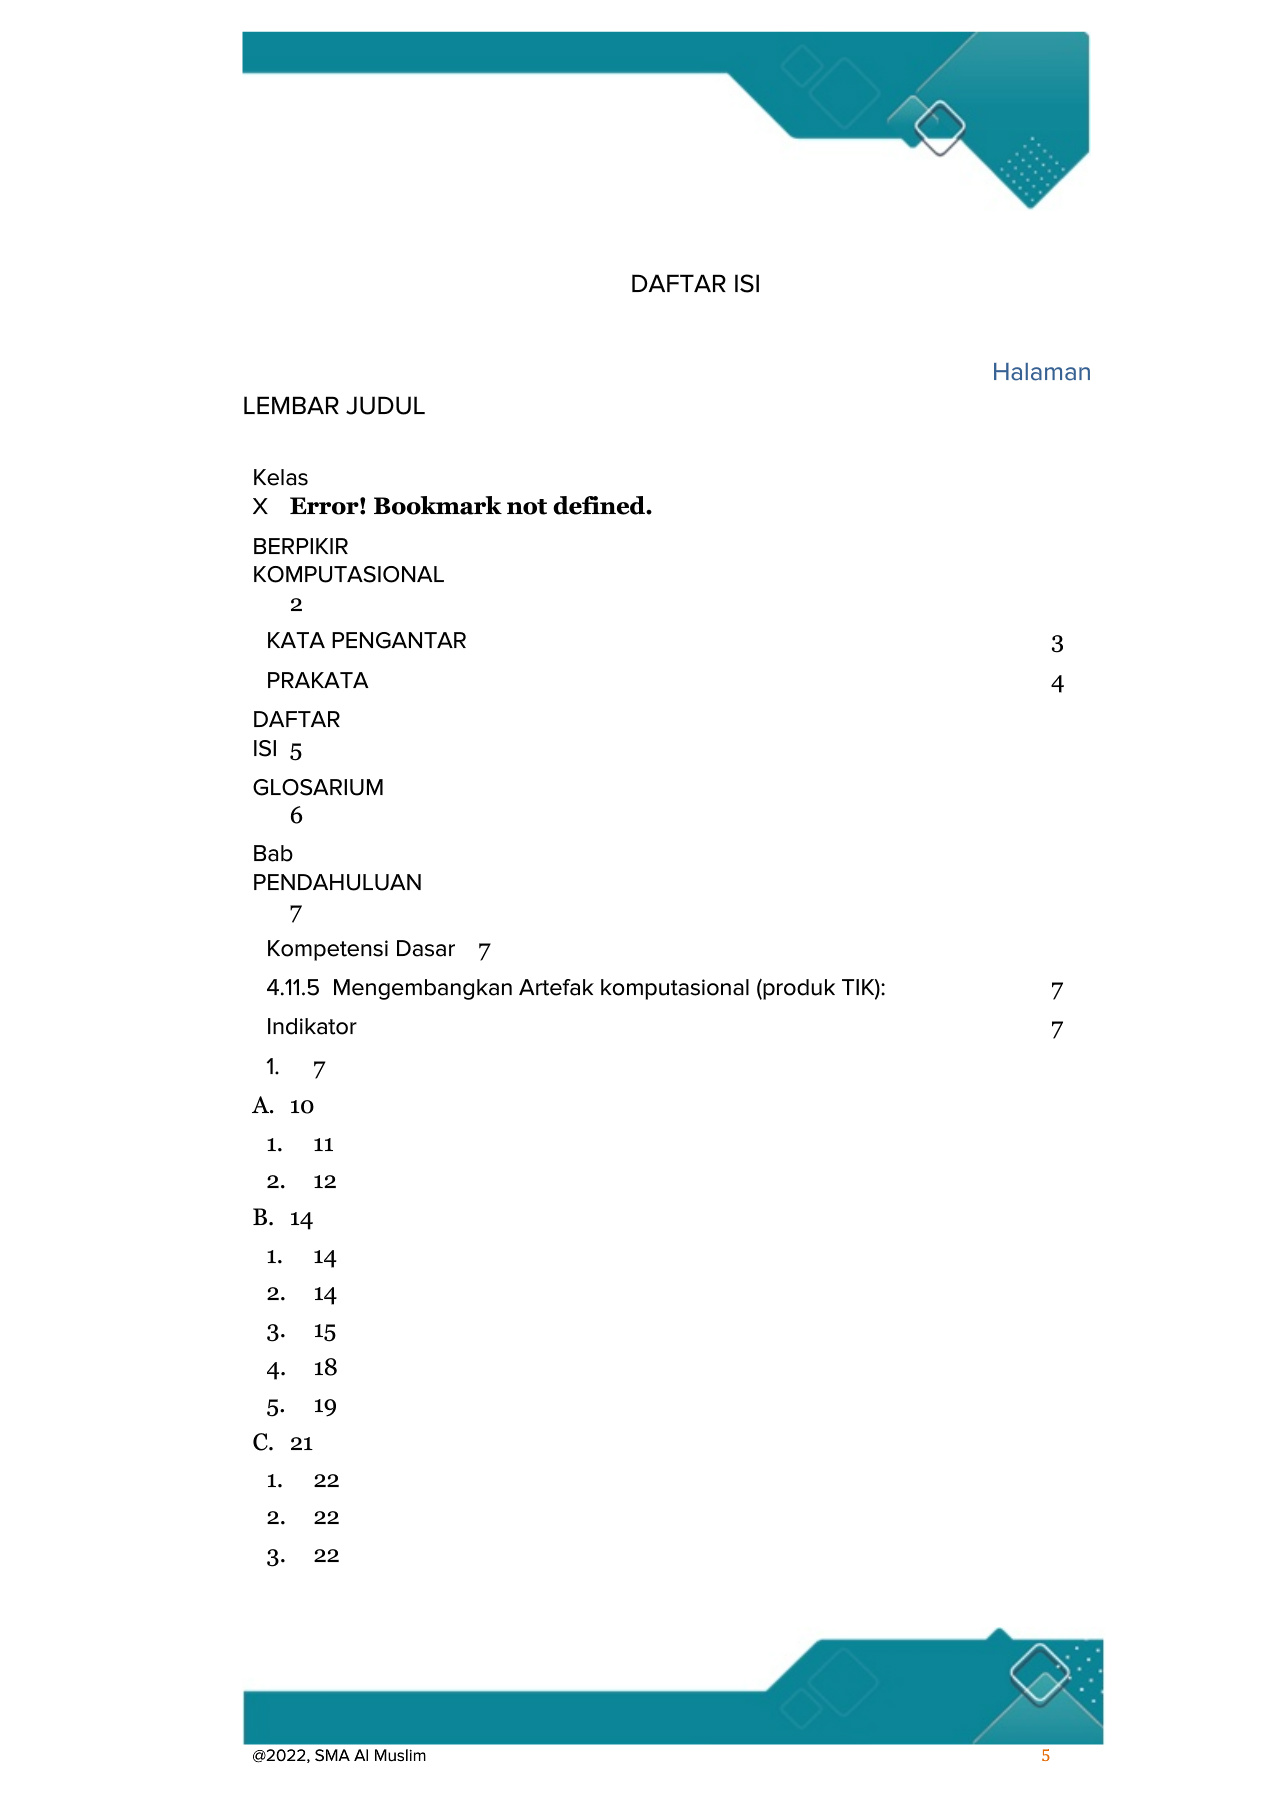 DAFTAR ISI
Halaman
LEMBAR JUDUL
Kelas
X Error! Bookmark not defined.
BERPIKIR
KOMPUTASIONAL
2
KATA PENGANTAR 3
PRAKATA 4
DAFTAR
ISI 5
GLOSARIUM
6
Bab
PENDAHULUAN
7
Kompetensi Dasar 7
4.11.5 Mengembangkan Artefak komputasional (produk TIK): 7
Indikator 7
1. 7
A. 10
1. 11
2. 12
B. 14
1. 14
2. 14
3. 15
4. 18
5. 19
C. 21
1. 22
2. 22
3. 22
@2022, SMA Al Muslim 5